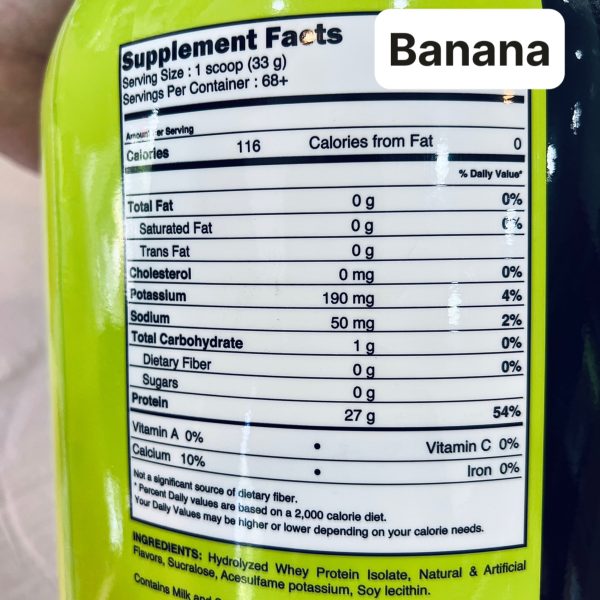 Banana
Supplement Facts
Serving Size : 1 scoop (33 g)
Servings Per Container : 68+
Amount Per Serving
Calories 116 Calories from Fat 0
% Daily Value*
Total Fat 0 g 0%
Saturated Fat 0 g 0%
Trans Fat 0 g
Cholesterol 0 mg 0%
Potassium 190 mg 4%
Sodium 50 mg 2%
Total Carbohydrate 1 g 0%
Dietary Fiber 0 g 0%
Sugars 0 g
Protein 27 g 54%
Vitamin A 0% • Vitamin C 0%
Calcium 10% • Iron 0%
Not a significant source of dietary fiber.
* Percent Daily values are based on a 2,000 calorie diet.
Your Daily Values may be higher or lower depending on your calorie needs.
INGREDIENTS: Hydrolyzed Whey Protein Isolate, Natural & Artificial
Flavors, Sucralose, Acesulfame potassium, Soy lecithin.
Contains Milk and